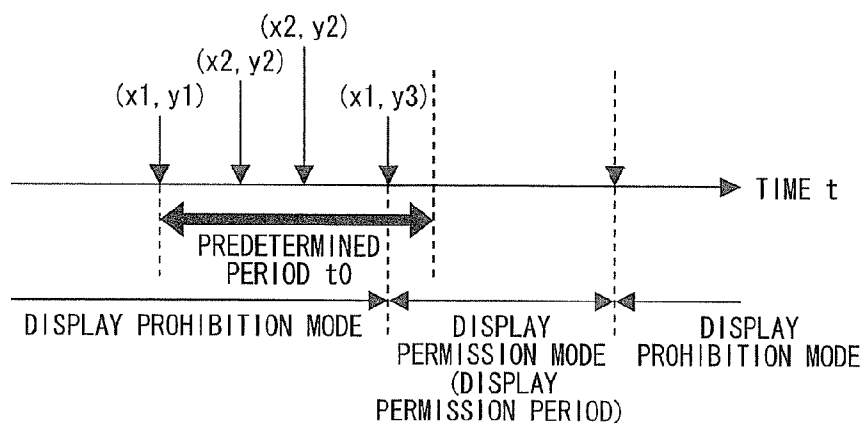 (x2, y2)
(x2, y2)
(x1, y1)
(x1, y3)
TIME t
PREDETERMINED
PERIOD t0
DISPLAY PROHIBITION MODE
DISPLAY
PERMISSION MODE
(DISPLAY
PERMISSION PERIOD)
DISPLAY
PROHIBITION MODE